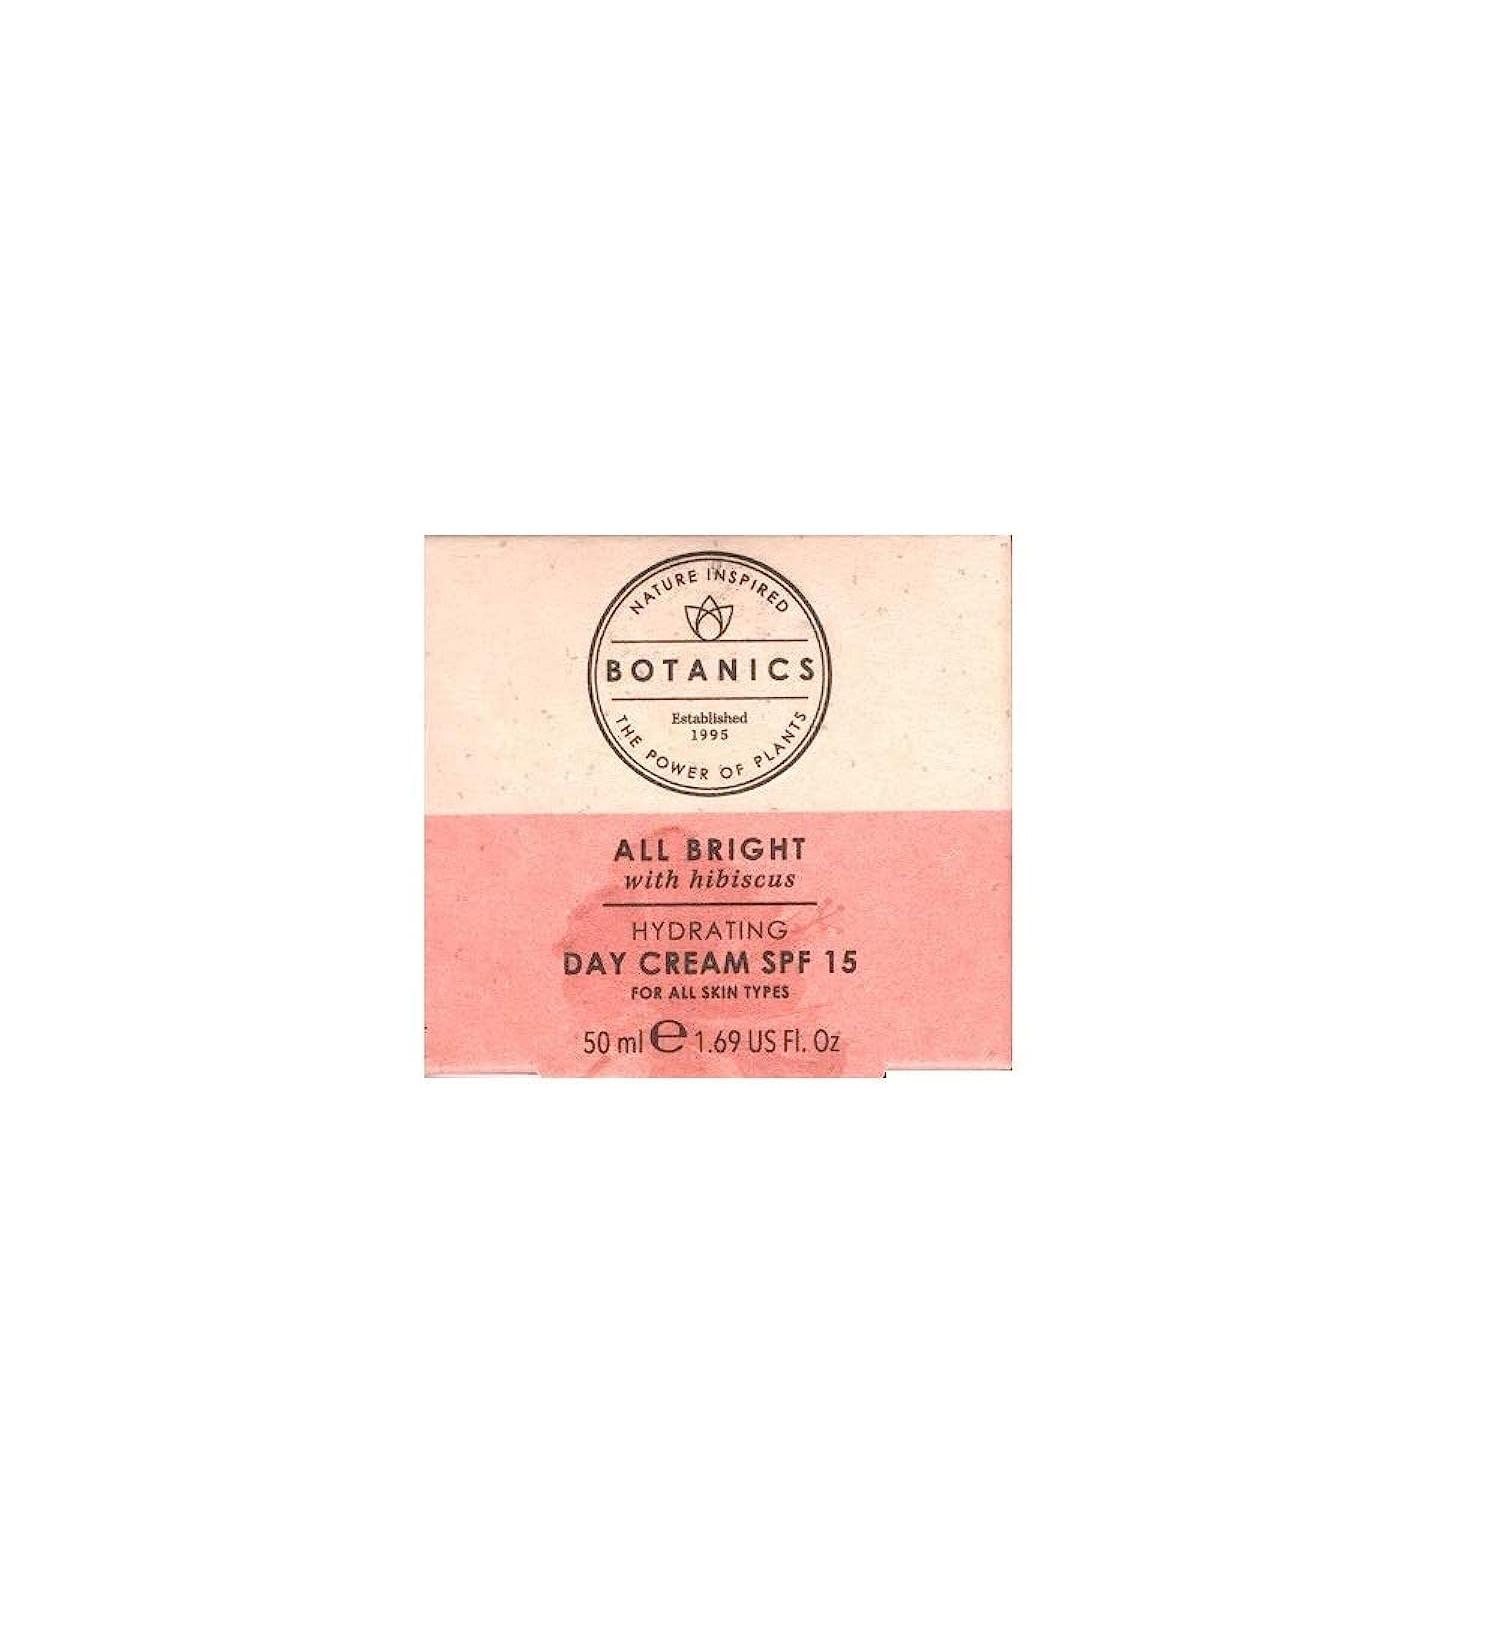 NATURE INSPIRED
BOTANICS
Established
1995
THE POWER OF PLANTS
ALL BRIGHT
with hibiscus
HYDRATING
DAY CREAM SPF 15
FOR ALL SKIN TYPES
50 ml e 1.69 US Fl. Oz